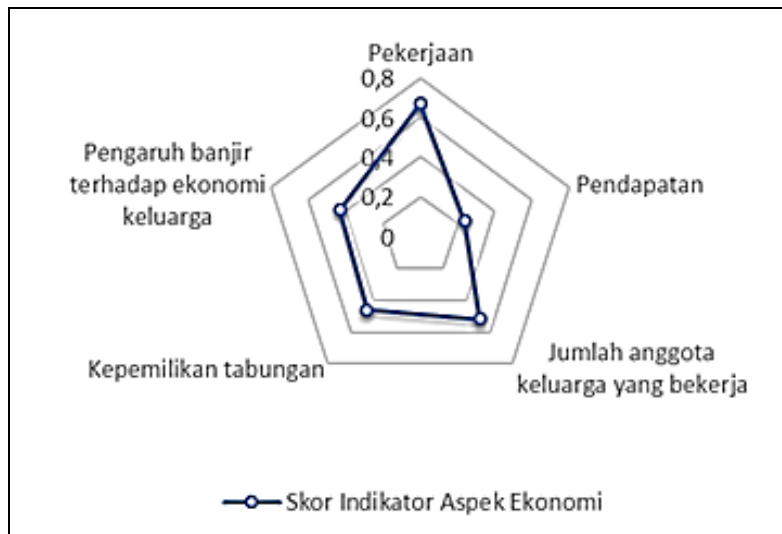 Pekerjaan
0,8
0,6
0,4
0,2
0
Pendapatan
Jumlah anggota
keluarga yang bekerja
Kepemilikan tabungan
Pengaruh banjir
terhadap ekonomi
keluarga
Skor Indikator Aspek Ekonomi